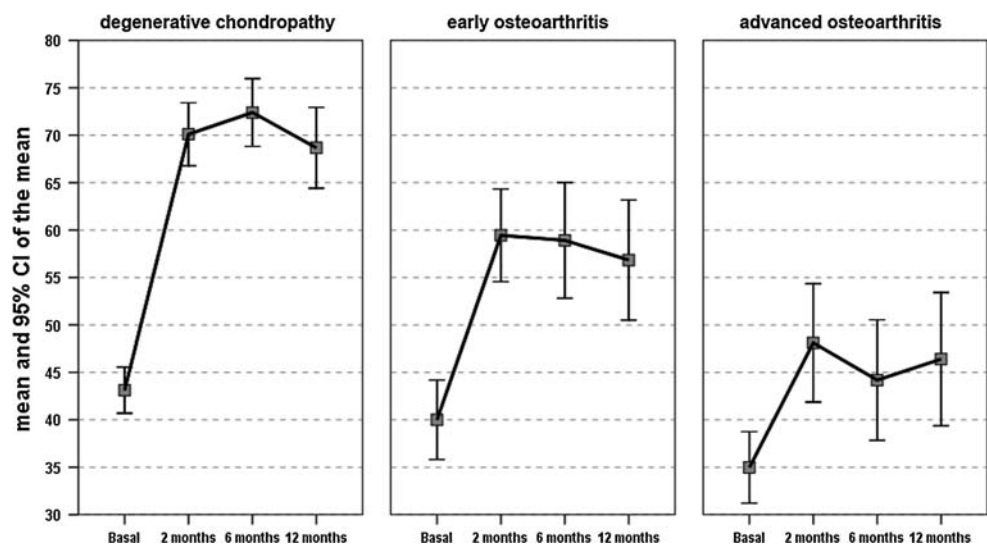 degenerative chondropathy
early osteoarthritis
advanced osteoarthritis
mean and 95% CI of the mean
80
75
70
65
60
55
50
45
40
35
30
Basal 2 months 6 months 12 months
Basal 2 months 6 months 12 months
Basal 2 months 6 months 12 months